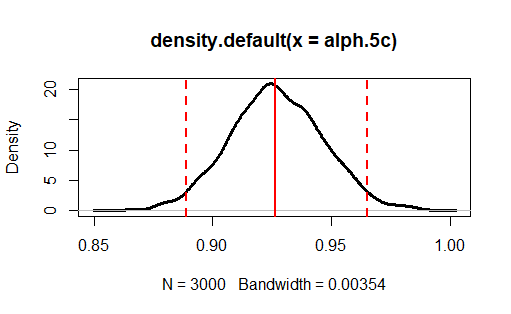 density.default(x = alph.5c)
Density
20
10
5
0
0.85 0.90 0.95 1.00
N = 3000 Bandwidth = 0.00354